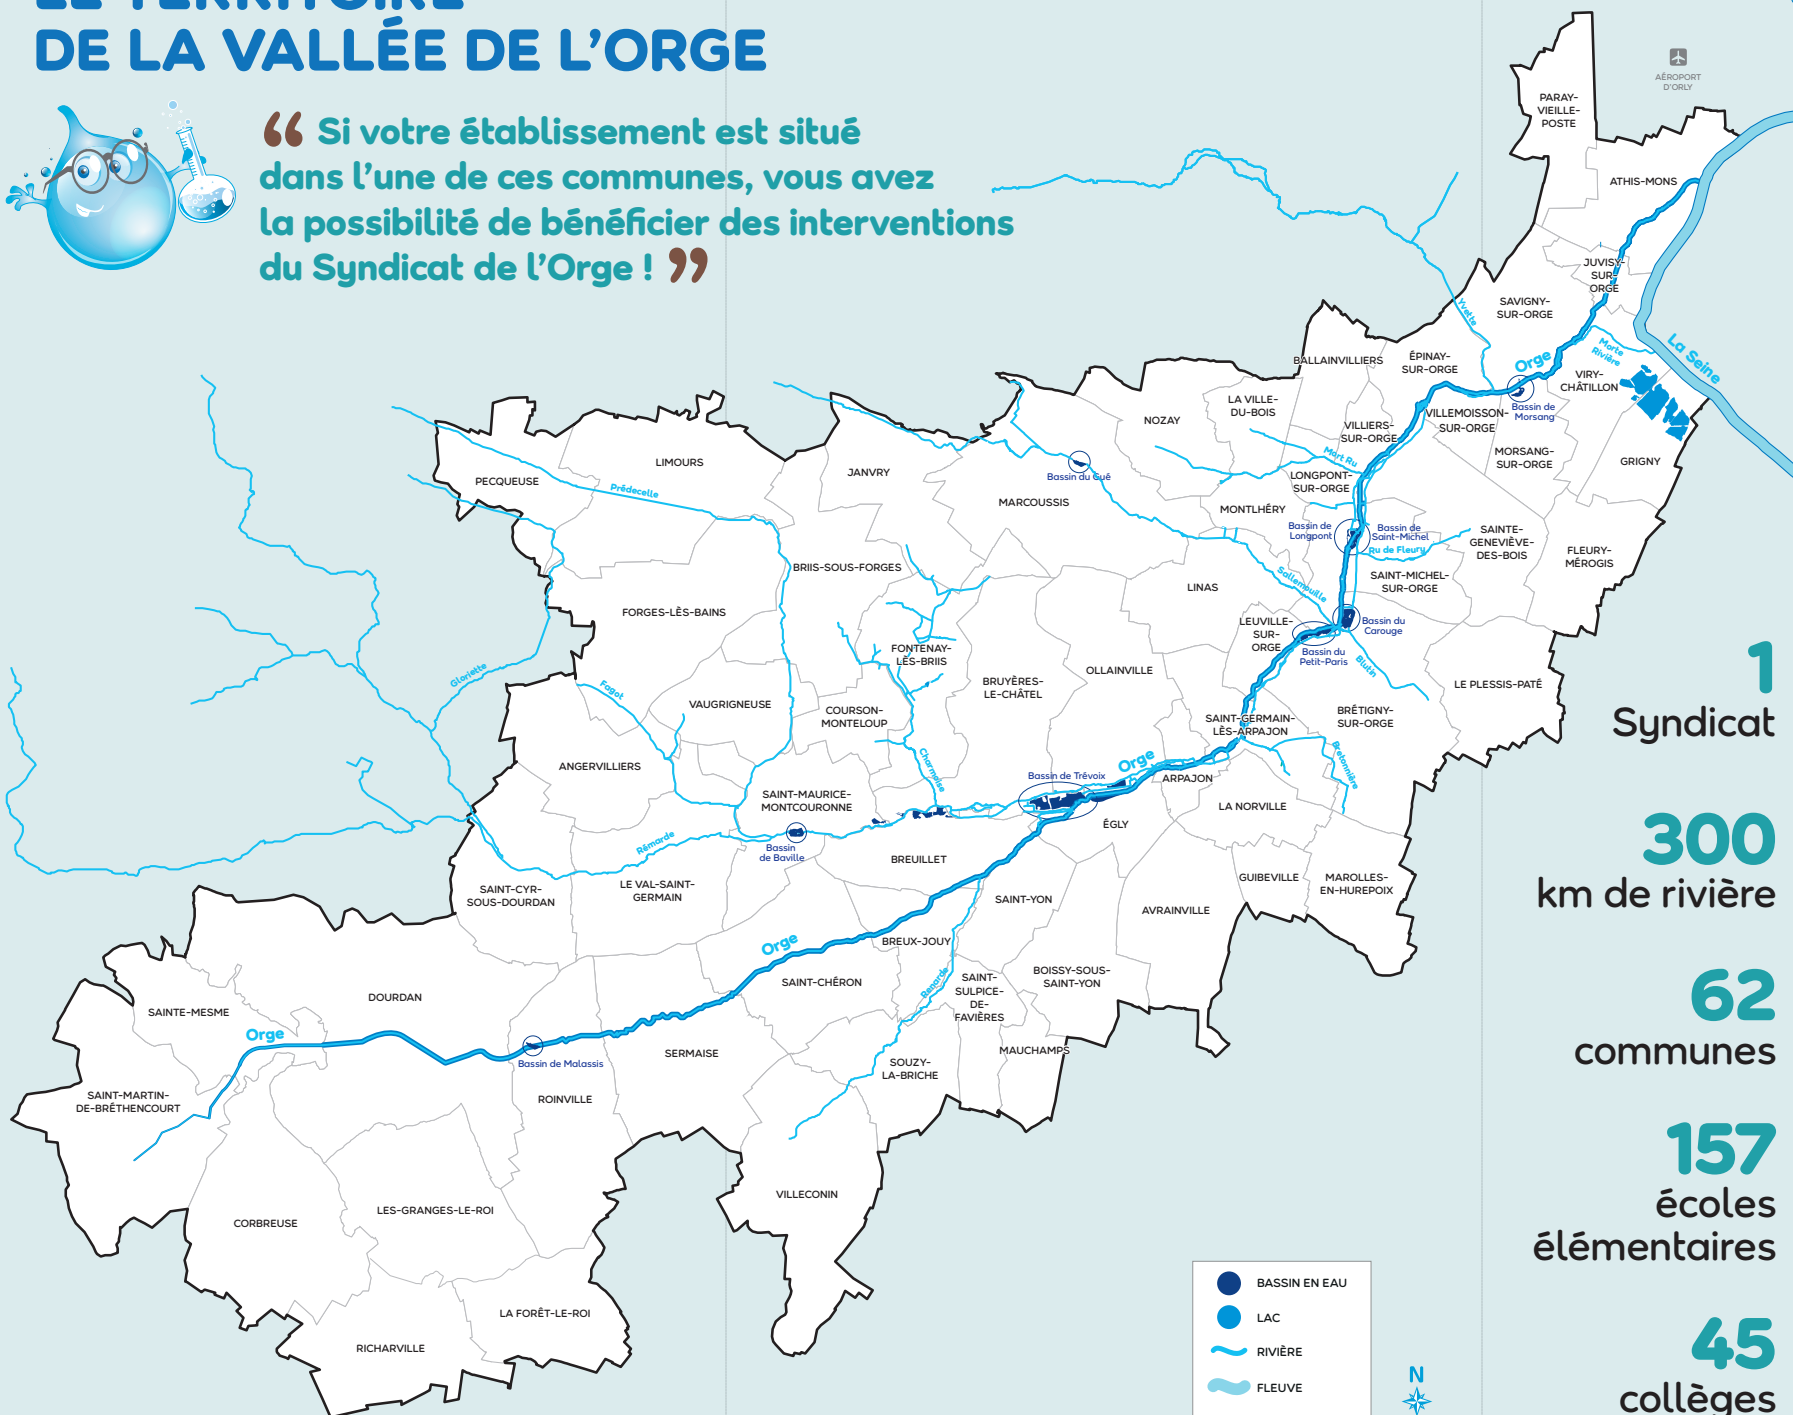 LE TERRITOIRE
DE LA VALLÉE DE L’ORGE
“ Si votre établissement est situé
dans l’une de ces communes, vous avez
la possibilité de bénéficier des interventions
du Syndicat de l’Orge ! ”
AÉROPORT
D’ORLY
PARAY-
VIEILLE-
POSTE
ATHIS-MONS
JUVISY-
SUR-
ORGE
SAVIGNY-
SUR-ORGE
Yvette
Orge
Morte
Rivière
La Seine
BALLAINVILLIERS
ÉPINAY-
SUR-ORGE
VIRY-
CHÂTILLON
Bassin de
Morsang
LA VILLE-
DU-BOIS
NOZAY
VILLIERS-
SUR-ORGE
VILLEMOISSON-
SUR-ORGE
MORSANG-
SUR-ORGE
GRIGNY
Mort Ru
LONGPONT-
SUR-ORGE
MONTLHÉRY
Bassin de
Longpont
Bassin de
Saint-Michel
Ru de Fleury
SAINTE-
GENEVIÈVE-
DES-BOIS
FLEURY-
MÉROGIS
SAINT-MICHEL-
SUR-ORGE
LIMOURS
PECQUEUSE
Prédecelle
JANVRY
Bassin du Gué
MARCOUSSIS
BRIIS-SOUS-FORGES
FORGES-LÈS-BAINS
LINAS
Sallemouille
LEUVILLE-
SUR-
ORGE
Bassin du
Carouge
Bassin du
Petit-Paris
Blutin
FONTENAY-
LÈS-BRIIS
OLLAINVILLE
BRUYÈRES-
LE-CHÂTEL
LE PLESSIS-PATÉ
BRÉTIGNY-
SUR-ORGE
Gloriette
Fagot
VAUGRIGNEUSE
COURSON-
MONTELOUP
SAINT-GERMAIN-
LÈS-ARPAJON
Bretonnière
ANGERVILLIERS
Charmoise
Orge
Bassin de Trévoix
ARPAJON
SAINT-MAURICE-
MONTCOURONNE
LA NORVILLE
ÉGLY
Rémarde
Bassin
de Baville
BREUILLET
SAINT-CYR-
SOUS-DOURDAN
LE VAL-SAINT-
GERMAIN
SAINT-YON
GUIBEVILLE
MAROLLES-
EN-HUREPOIX
AVRAINVILLE
Orge
BREUX-JOUY
Renarde
SAINT-CHÉRON
SAINT-
SULPICE-
DE-
FAVIÈRES
BOISSY-SOUS-
SAINT-YON
DOURDAN
SAINTE-MESME
Orge
Bassin de Malassis
SERMAISE
MAUCHAMPS
SOUZY-
LA-BRICHE
SAINT-MARTIN-
DE-BRÉTHENCOURT
ROINVILLE
VILLECONIN
LES-GRANGES-LE-ROI
CORBREUSE
LA FORÊT-LE-ROI
RICHARVILLE
1
Syndicat
300
km de rivière
62
communes
157
écoles
élémentaires
45
collèges
BASSIN EN EAU
LAC
RIVIÈRE
FLEUVE
N